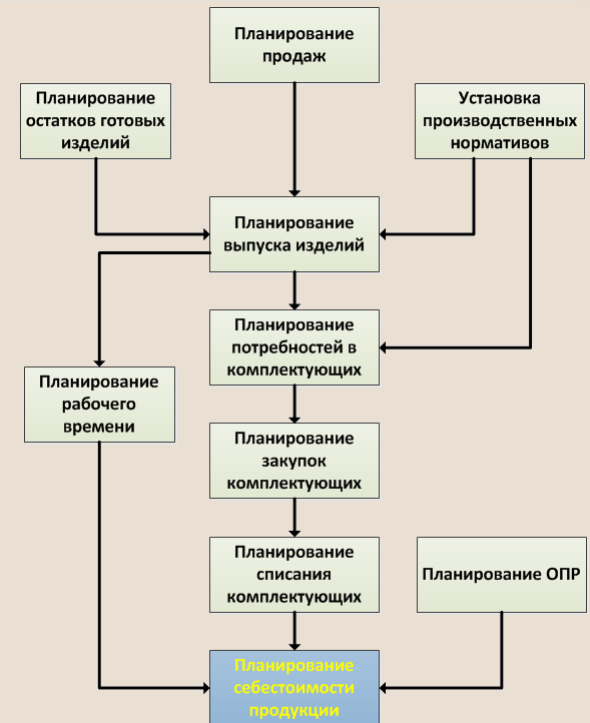 Планирование
продаж
Планирование
остатков готовых
изделий
Установка
производственных
нормативов
Планирование
выпуска изделий
Планирование
потребностей в
комплектующих
Планирование
рабочего
времени
Планирование
закупок
комплектующих
Планирование
списания
комплектующих
Планирование ОПР
Планирование
себестоимости
продукции